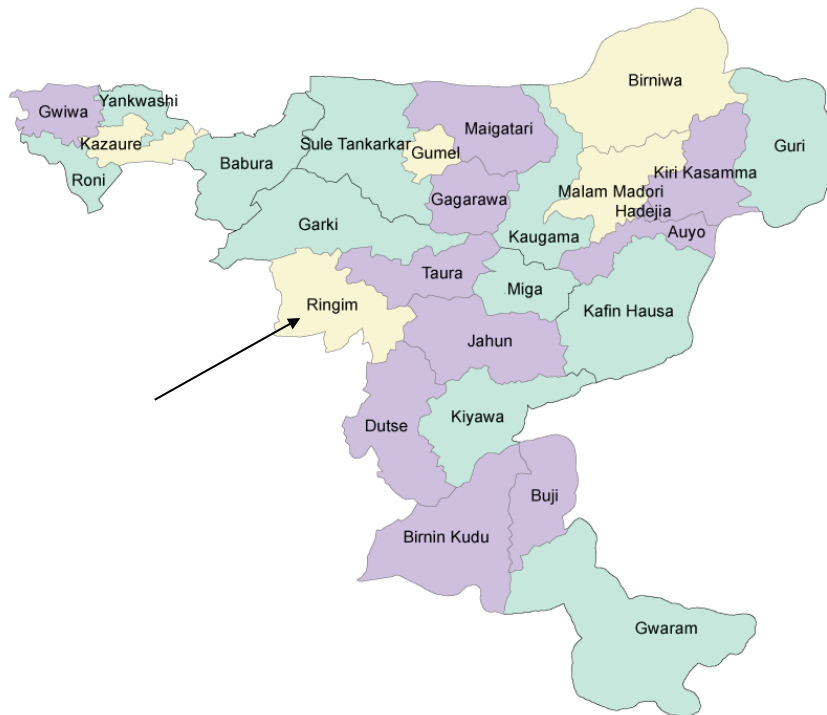 Birniwa
Yankwashi
Gwiwa
Maigatari
Kazaure
Sule Tankarkar
Gumel
Guri
Babura
Kiri Kasamma
Roni
Malam Madori
Gagarawa
Hadejia
Garki
Kaugama
Auyo
Taura
Miga
Ringim
Kafin Hausa
Jahun
Kiyawa
Dutse
Buji
Birnin Kudu
Gwaram